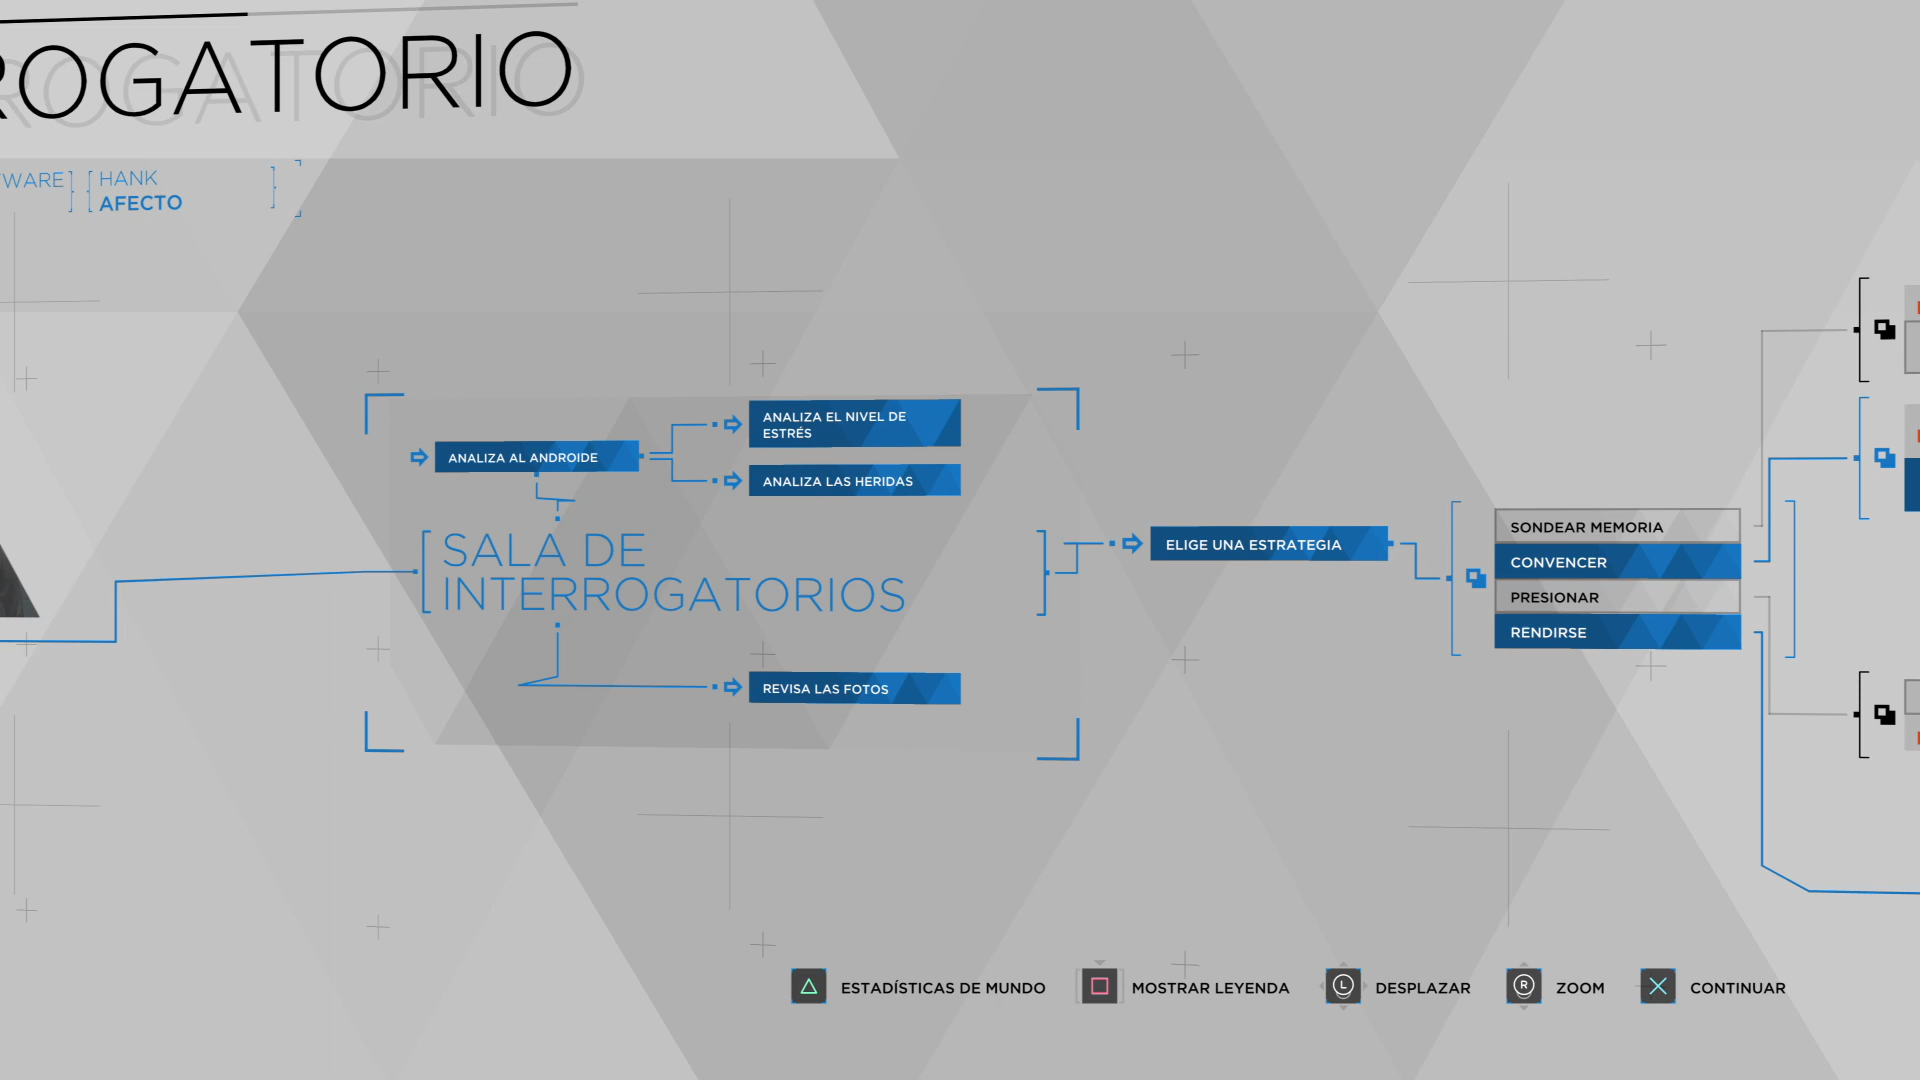 ROGATORIO
WARE
HANK
AFECTO
ANALIZA AL ANDROIDE
ANALIZA EL NIVEL DE
ESTRÉS
ANALIZA LAS HERIDAS
SALA DE
INTERROGATORIOS
REVISA LAS FOTOS
ELIGE UNA ESTRATEGIA
SONDEAR MEMORIA
CONVENCER
PRESIONAR
RENDIRSE
ESTADÍSTICAS DE MUNDO
MOSTRAR LEYENDA
L
DESPLAZAR
R
ZOOM
CONTINUAR